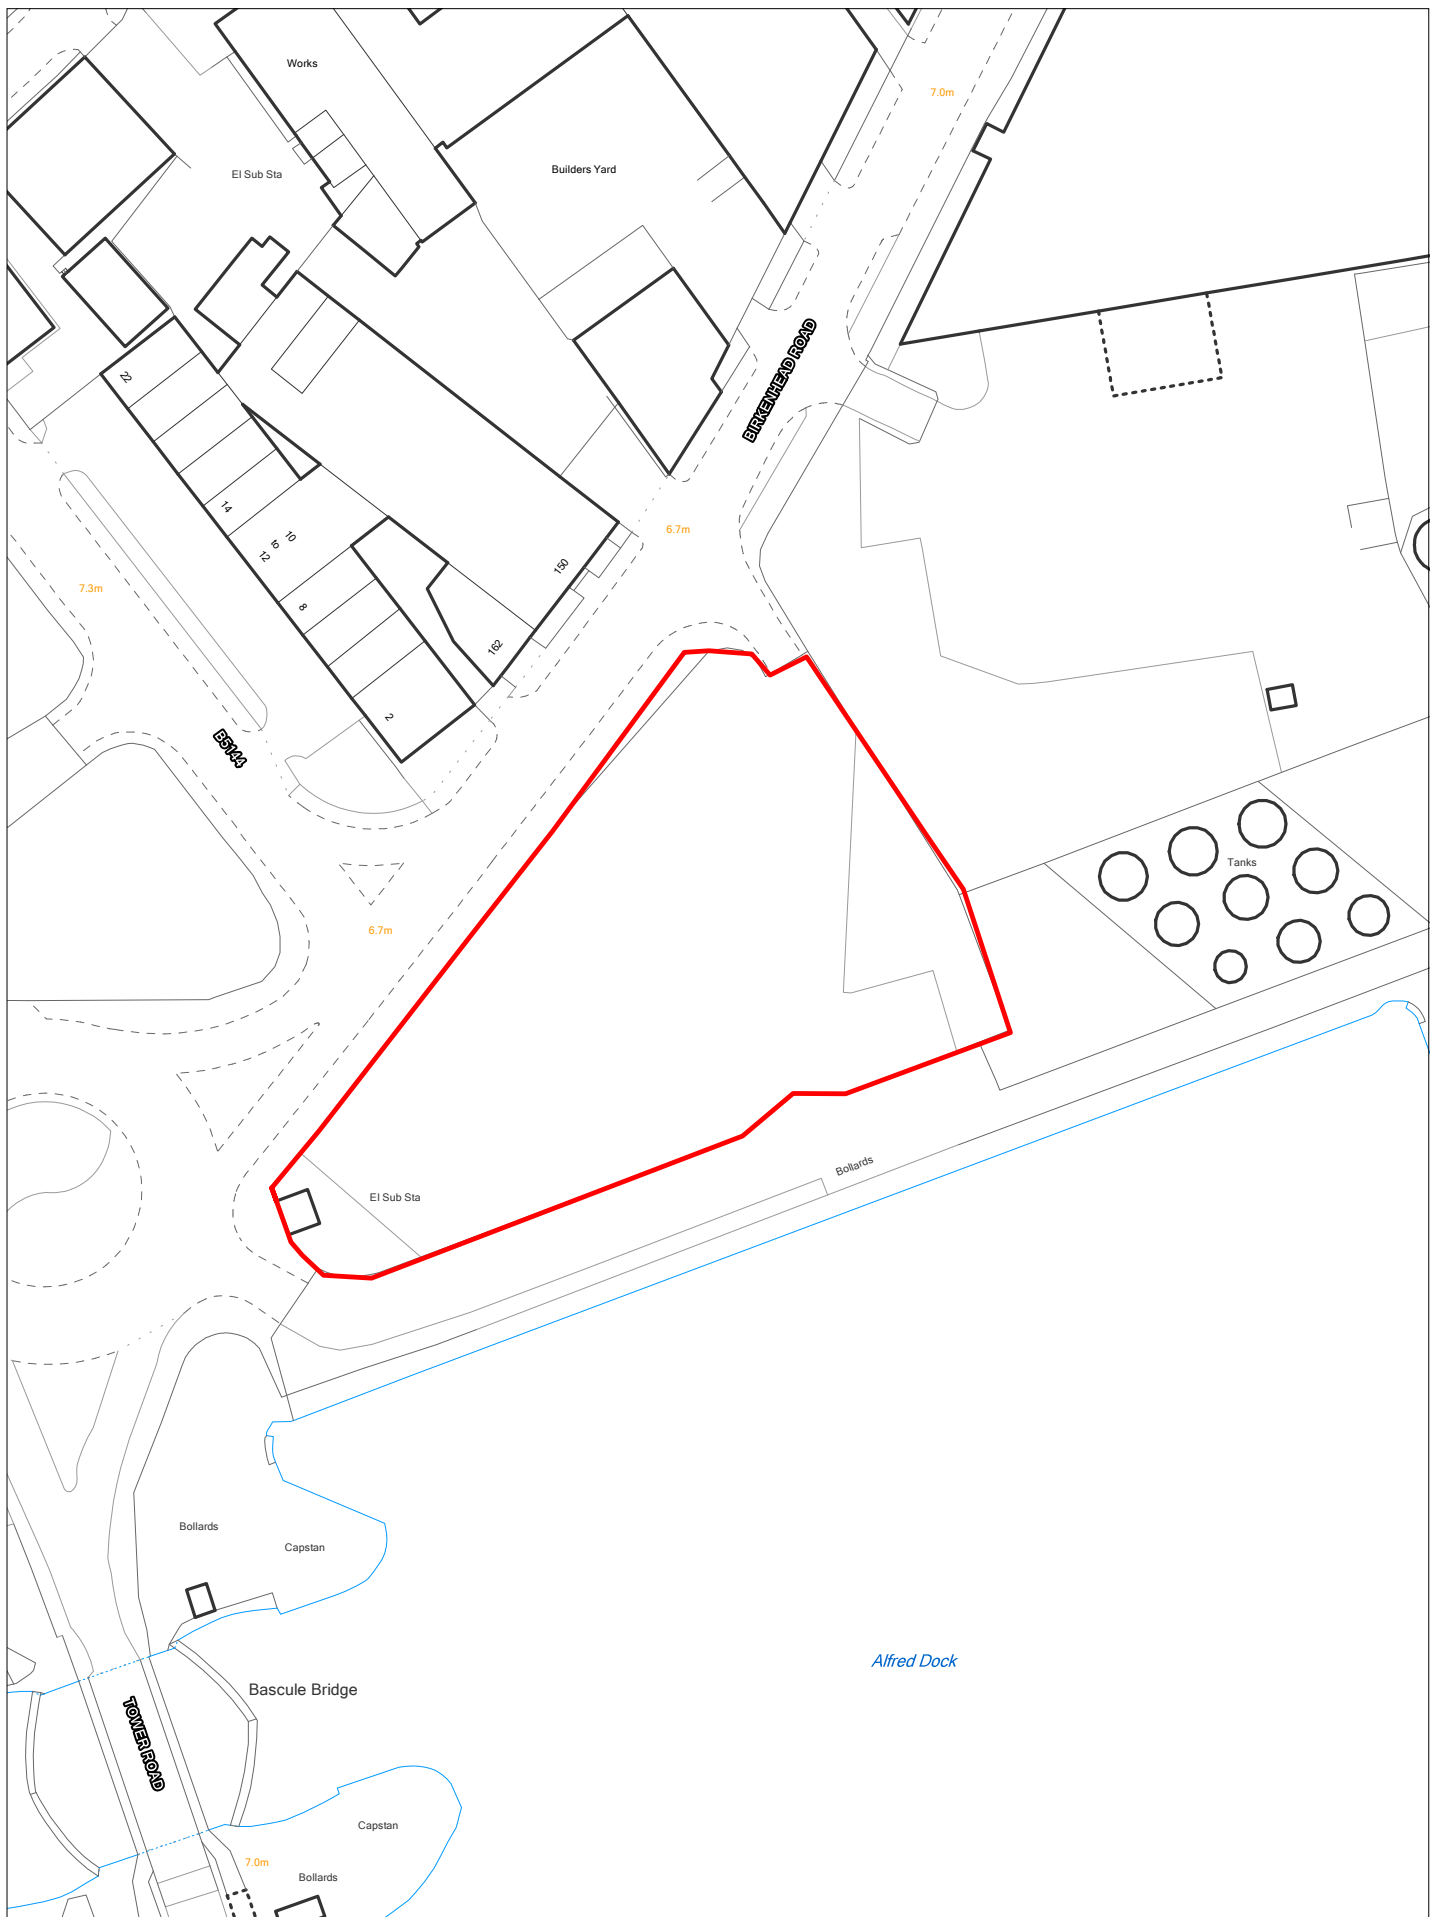 Works
7.0m
El Sub Sta
Builders Yard
BIRKENHEAD ROAD
22
14
10
to
12
6.7m
150
7.3m
8
162
2
B5144
Tanks
6.7m
Bollards
El Sub Sta
Bollards
Capstan
Alfred Dock
Bascule Bridge
TOWER ROAD
Capstan
7.0m
Bollards